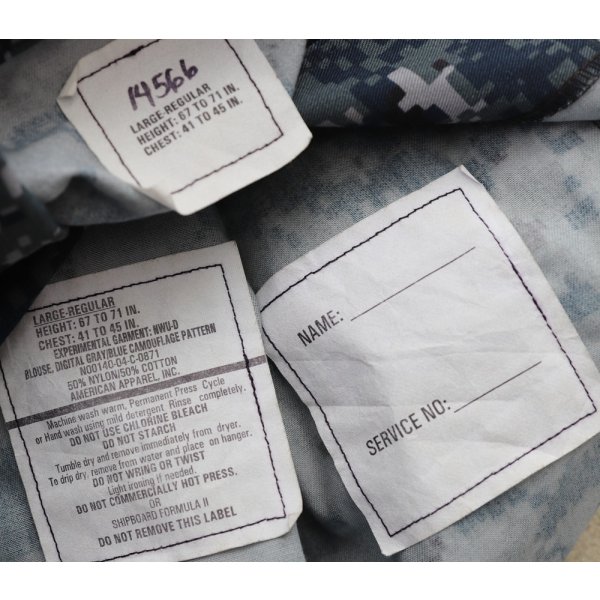 14566
LARGE-REGULAR
HEIGHT: 67 TO 71 IN.
CHEST: 41 TO 45 IN.
LARGE-REGULAR
HEIGHT: 67 TO 71 IN.
CHEST: 41 TO 45 IN.
EXPERIMENTAL GARMENT: NWU-D
BLOUSE, DIGITAL GRAY/BLUE CAMOUFLAGE PATTERN
N00140-04-C-0871
50% NYLON/50% COTTON
AMERICAN APPAREL, INC.
Machine wash warm, Permanent Press Cycle
or Hand wash using mild detergent Rinse completely.
DO NOT USE CHLORINE BLEACH
DO NOT STARCH
Tumble dry and remove immediately from dryer.
To drip dry, remove from water and place on hanger.
DO NOT WRING OR TWIST
Light ironing if needed.
DO NOT COMMERCIALLY HOT PRESS.
OR
SHIPBOARD FORMULA II
DO NOT REMOVE THIS LABEL
NAME:
SERVICE NO: